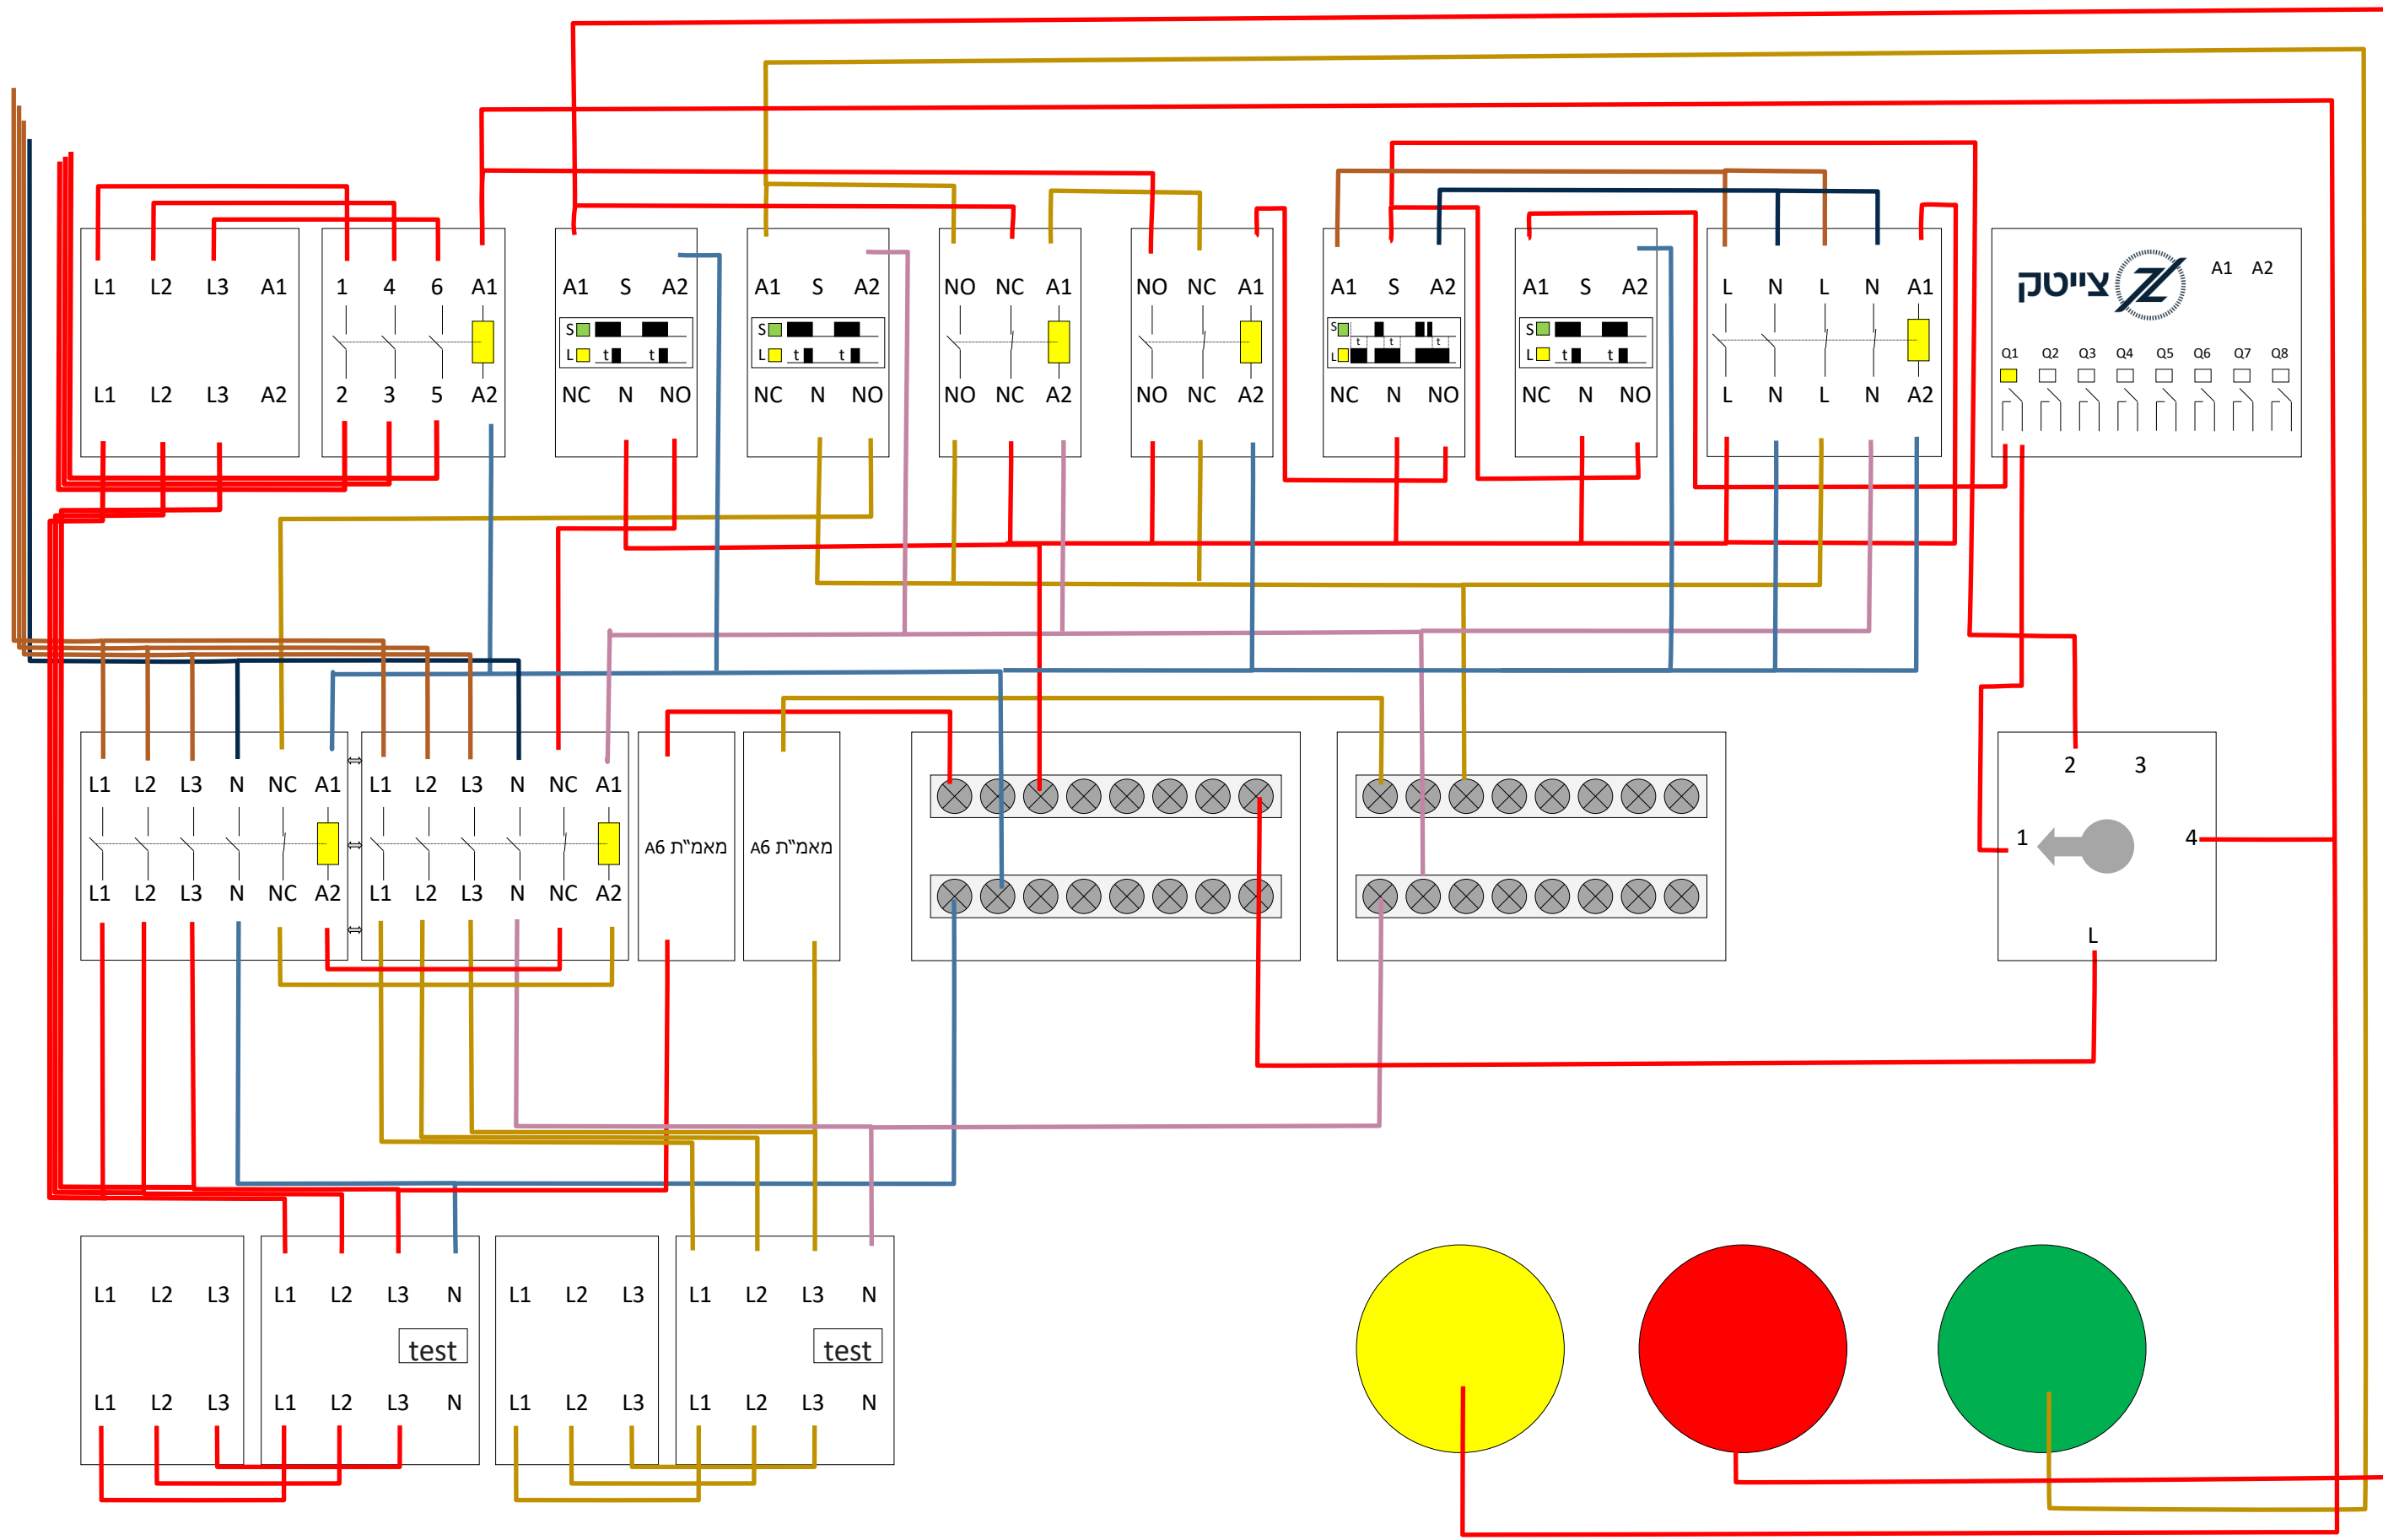 L1 L2 L3 A1
L1 L2 L3 A2
1 4 6 A1
2 3 5 A2
A1 S A2
S
L t t
NC N NO
A1 S A2
S
L t t
NC N NO
NO NC A1
NO NC A2
NO NC A1
NO NC A2
A1 S A2
S
t t t
L
NC N NO
A1 S A2
S
L t t
NC N NO
L N L N A1
L N L N A2
צייטק
A1 A2
Q1 Q2 Q3 Q4 Q5 Q6 Q7 Q8
L1 L2 L3 N NC A1
L1 L2 L3 N NC A2
L1 L2 L3 N NC A1
L1 L2 L3 N NC A2
מאמ"ת A6
מאמ"ת A6
2 3
1 4
L
L1 L2 L3
L1 L2 L3
L1 L2 L3 N
test
L1 L2 L3 N
L1 L2 L3
L1 L2 L3
L1 L2 L3 N
test
L1 L2 L3 N